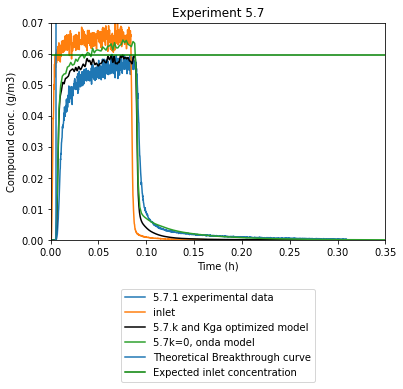 Experiment 5.7
0.07
0.06
0.05
0.04
0.03
0.02
0.01
0.00
Compound conc. (g/m3)
0.00 0.05 0.10 0.15 0.20 0.25 0.30 0.35
Time (h)
5.7.1 experimental data
inlet
5.7.k and Kga optimized model
5.7k=0, onda model
Theoretical Breakthrough curve
Expected inlet concentration